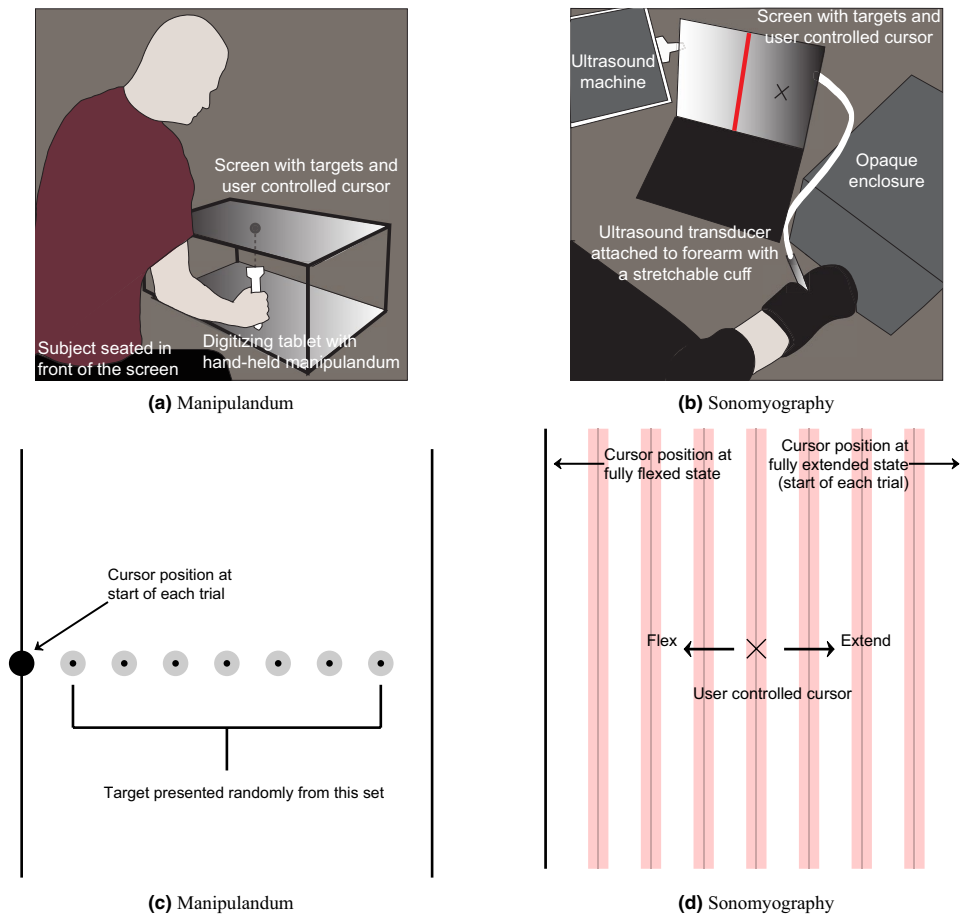 Screen with targets and
user controlled cursor
Subject seated in
front of the screen
Digitizing tablet with
hand-held manipulandum
(a) Manipulandum
Screen with targets and
user controlled cursor
Ultrasound
machine
Opaque
enclosure
Ultrasound transducer
attached to forearm with
a stretchable cuff
(b) Sonomyography
Cursor position at
start of each trial
Target presented randomly from this set
(c) Manipulandum
Cursor position at
fully flexed state
Cursor position at
fully extended state
(start of each trial)
Flex
Extend
User controlled cursor
(d) Sonomyography